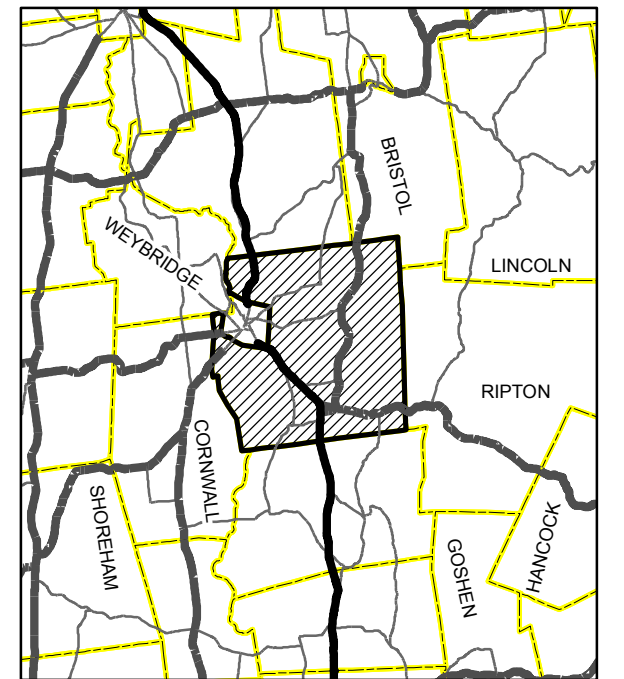 BRISTOL
WEYBRIDGE
LINCOLN
RIPTON
CORNWALL
SHOREHAM
HANCOCK
GOSHEN